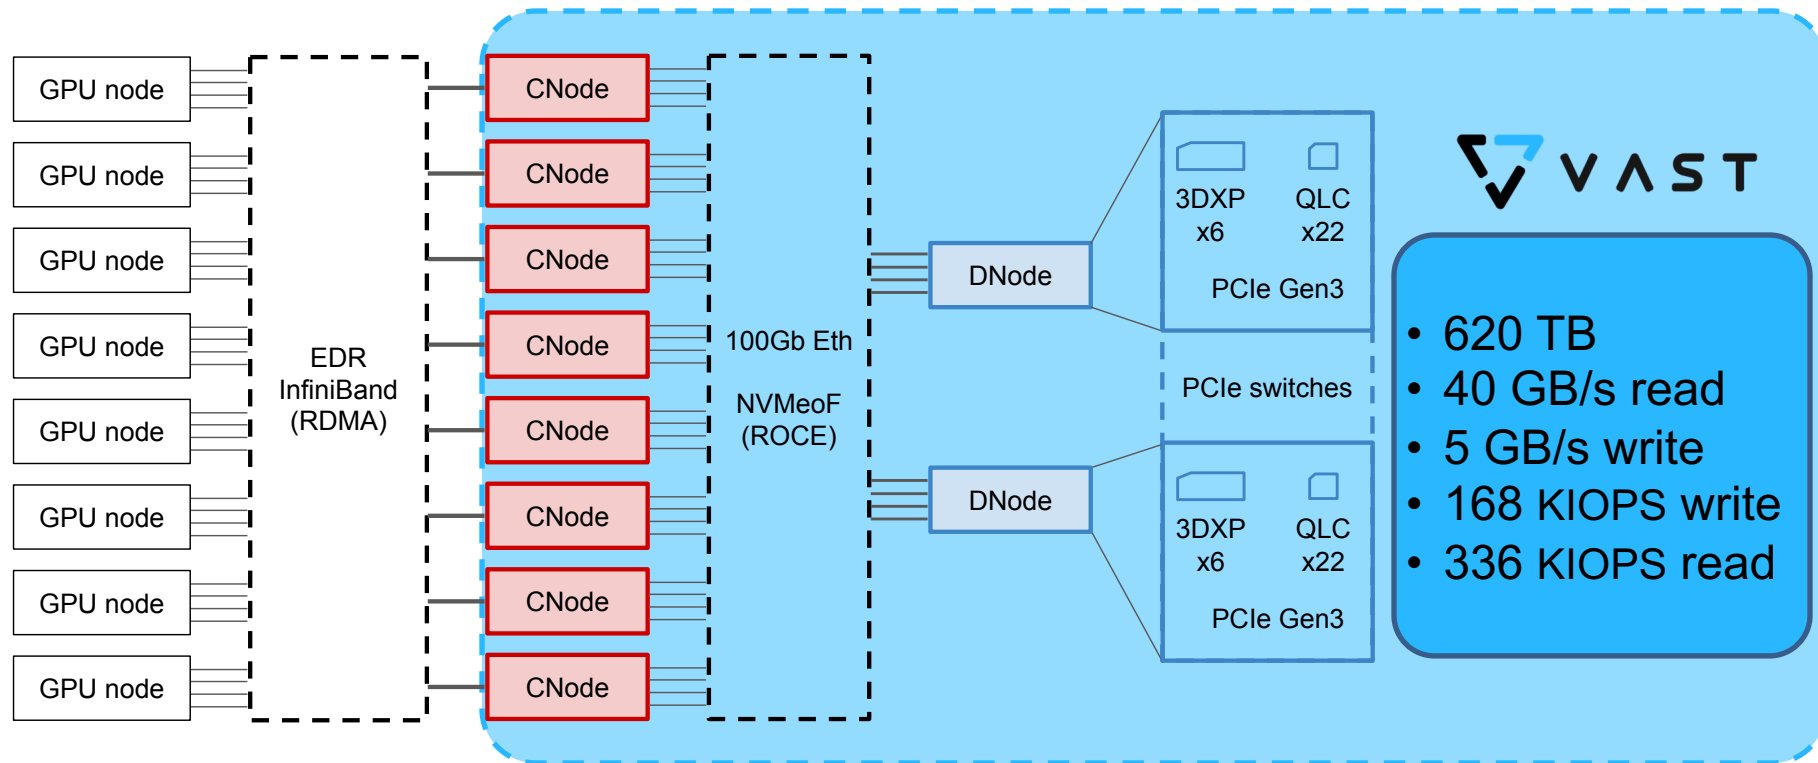 GPU node
GPU node
GPU node
GPU node
GPU node
GPU node
GPU node
GPU node
EDR
InfiniBand
(RDMA)
CNode
CNode
CNode
CNode
CNode
CNode
CNode
CNode
100Gb Eth
NVMeoF
(ROCE)
DNode
DNode
3DXP
x6
QLC
x22
PCIe Gen3
PCIe switches
3DXP
x6
QLC
x22
PCIe Gen3
VAST
• 620 TB
• 40 GB/s read
• 5 GB/s write
• 168 KIOPS write
• 336 KIOPS read